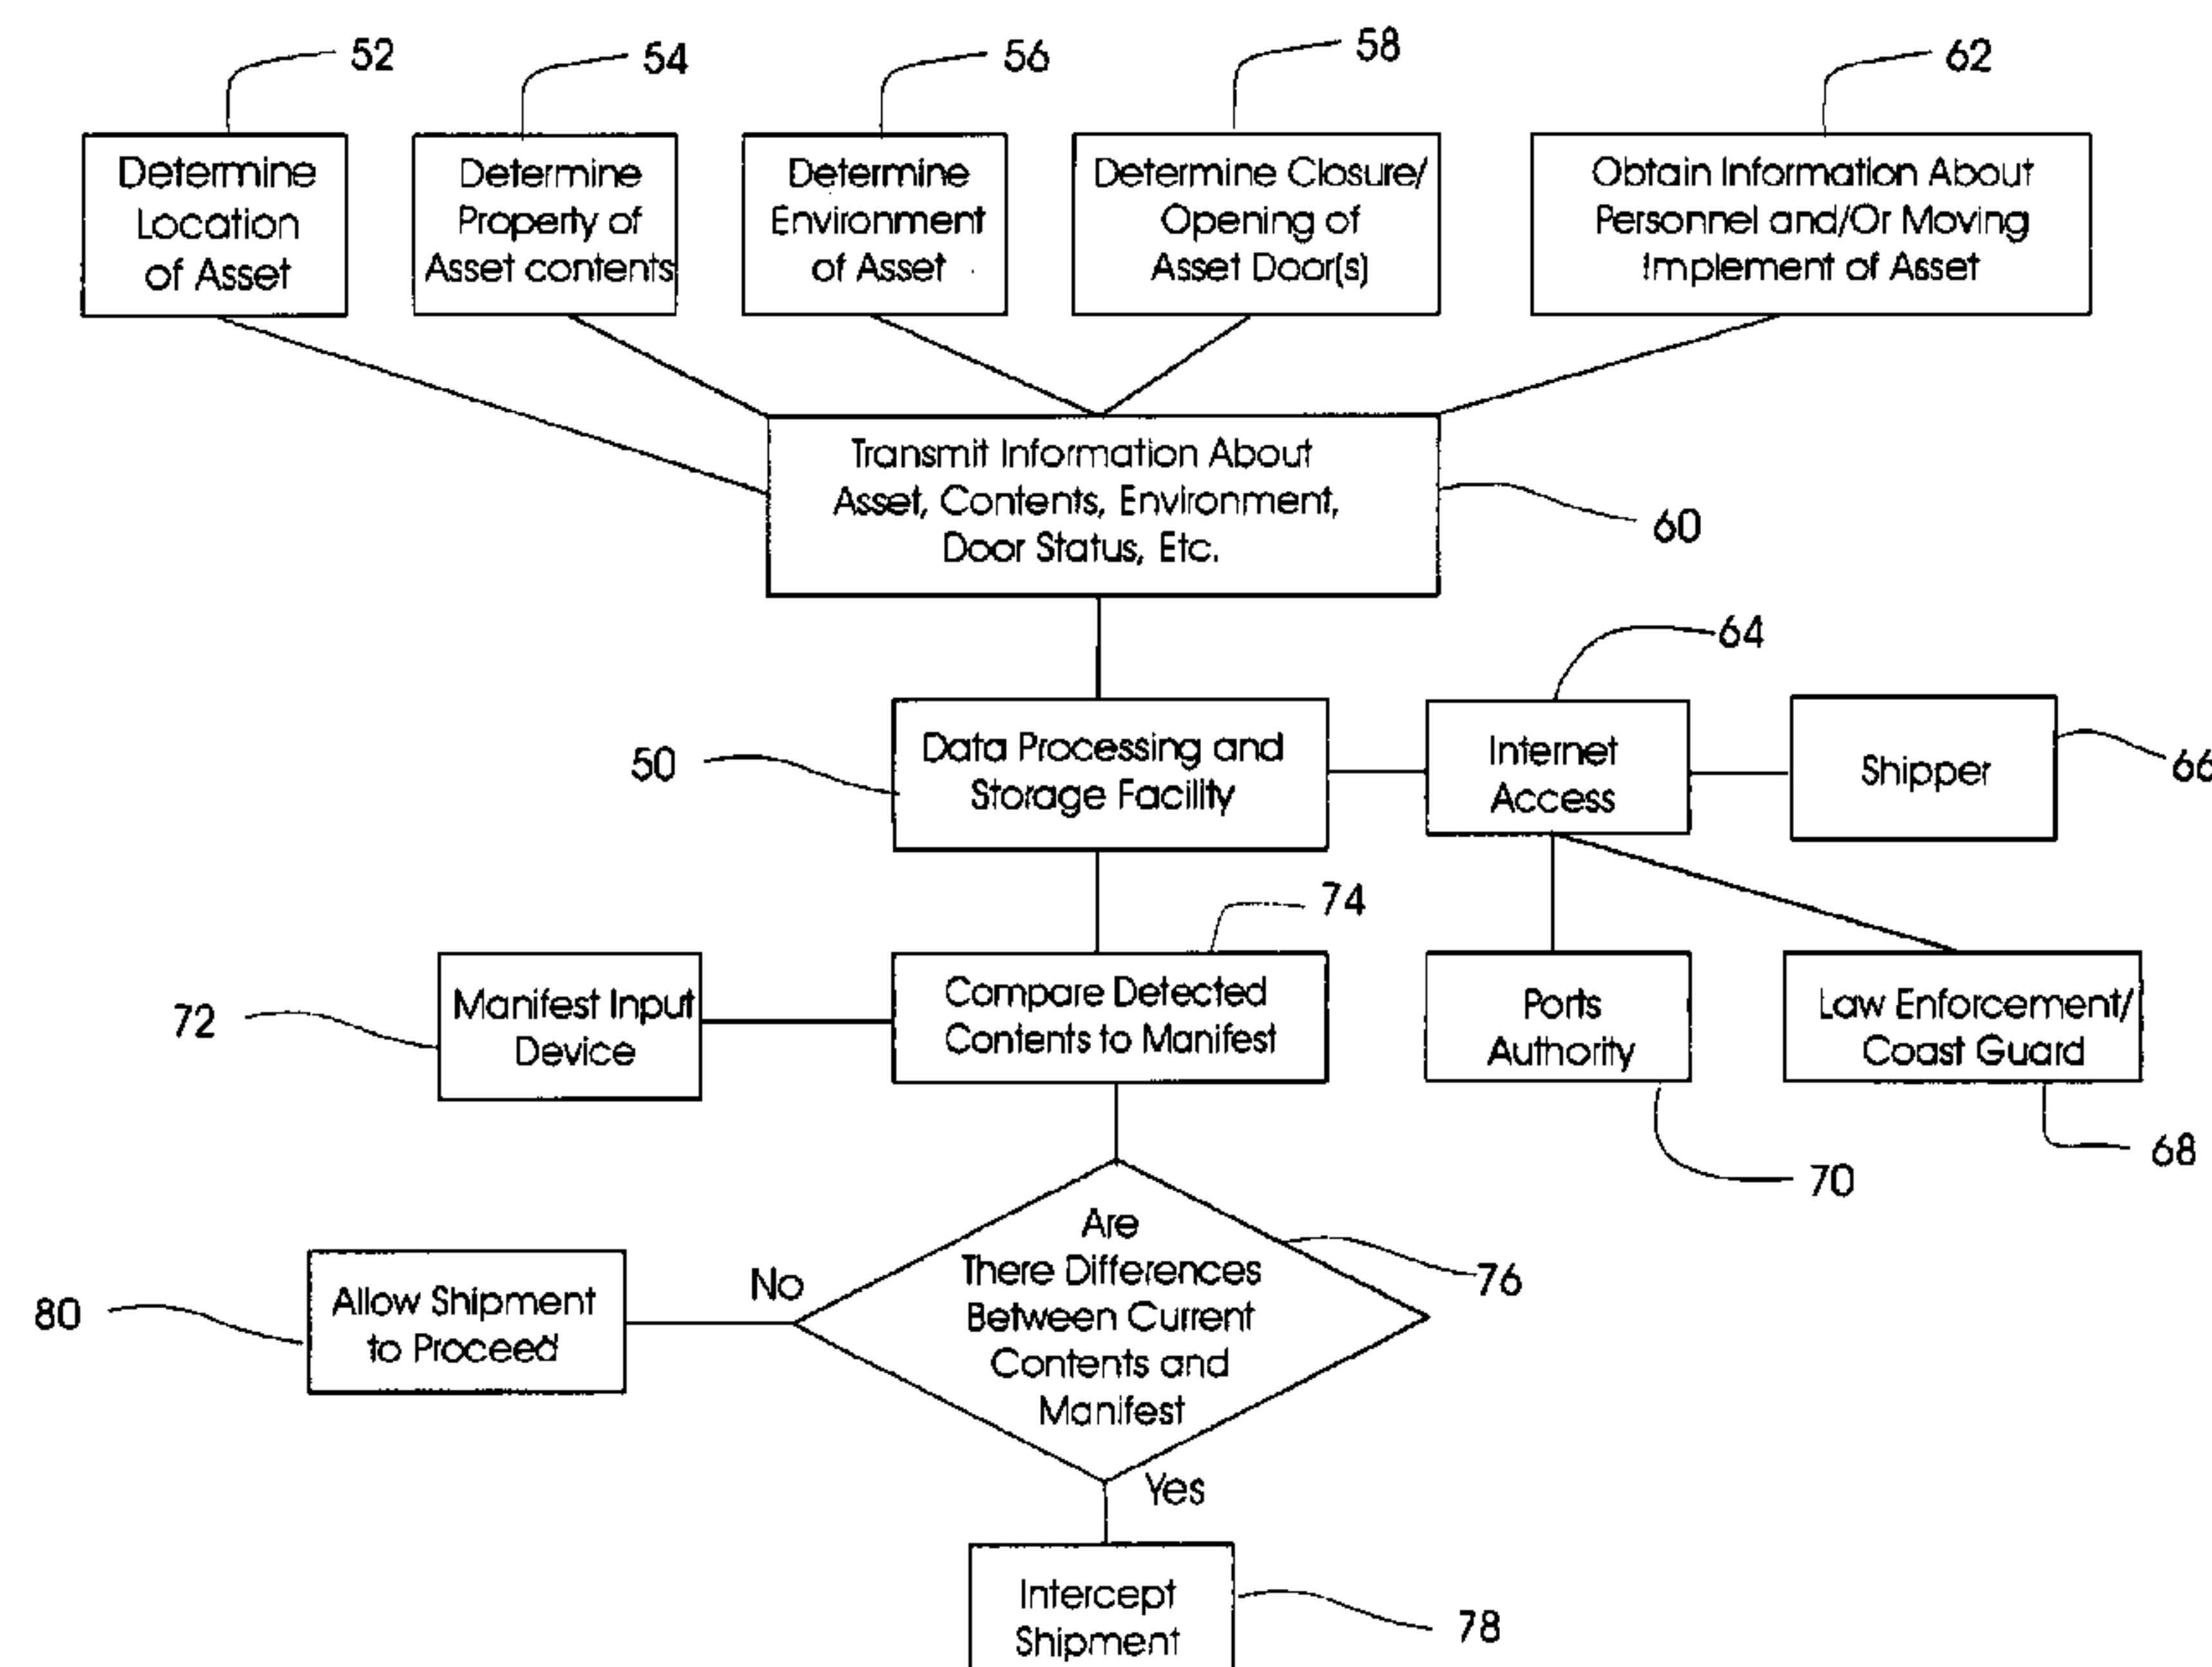 52
54
56
58
62
Determine
Location
of Asset
Determine
Property of
Asset contents
Determine
Environment
of Asset
Determine Closure/
Opening of
Asset Door(s)
Obtain Information About
Personnel and/Or Moving
Implement of Asset
Transmit Information About
Asset, Contents, Environment,
Door Status, Etc.
60
64
50
Data Processing and
Storage Facility
Internet
Access
Shipper
66
74
72
Manifest Input
Device
Compare Detected
Contents to Manifest
Ports
Authority
Law Enforcement/
Coast Guard
70
68
80
Allow Shipment
to Proceed
No
Are
There Differences
Between Current
Contents and
Manifest
76
Yes
Intercept
Shipment
78